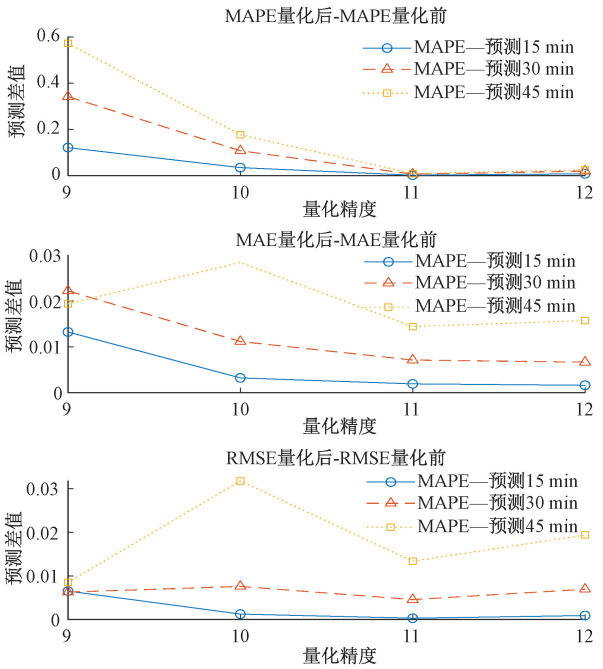 MAPE量化后-MAPE量化前
0.6
MAPE—预测15 min
MAPE—预测30 min
0.4
MAPE—预测45 min
预测差值
0.2
0
9 10 11 12
量化精度
MAE量化后-MAE量化前
0.03
MAPE—预测15 min
MAPE—预测30 min
0.02
MAPE—预测45 min
预测差值
0.01
0
9 10 11 12
量化精度
RMSE量化后-RMSE量化前
0.03
MAPE—预测15 min
MAPE—预测30 min
0.02
MAPE—预测45 min
预测差值
0.01
0
9 10 11 12
量化精度